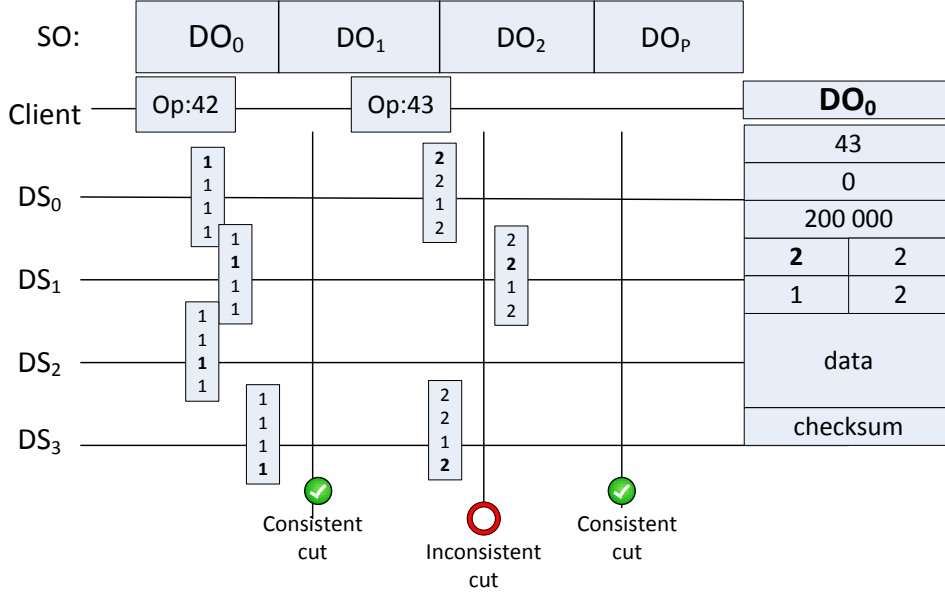 SO:
DO0
DO1
DO2
DOP
Client
Op:42
Op:43
DO0
43
0
200 000
2
2
1
2
data
checksum
DS0
1
1
1
1
2
2
1
2
DS1
1
1
1
1
2
2
1
2
DS2
1
1
1
1
DS3
1
1
1
1
2
2
1
2
Consistent
cut
Inconsistent
cut
Consistent
cut